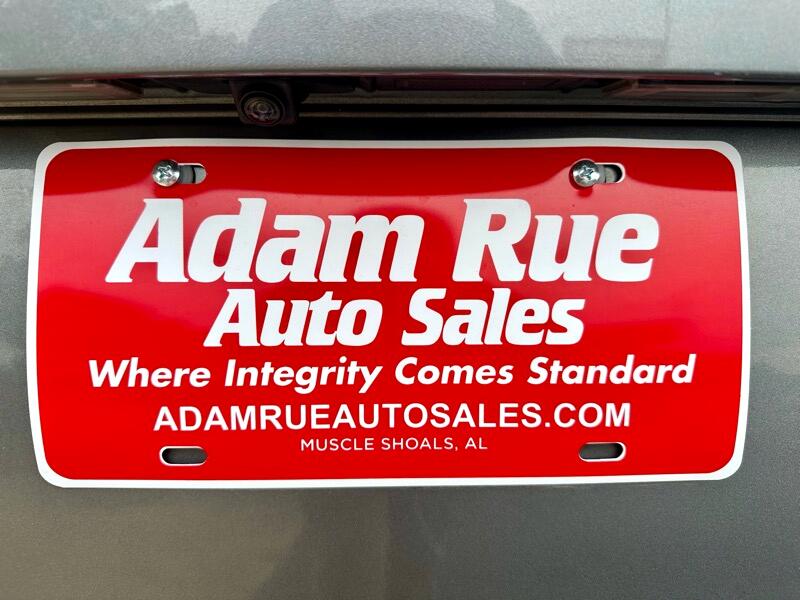 Adam Rue
Auto Sales
Where Integrity Comes Standard
ADAMRUEAUTOSALES.COM
MUSCLE SHOALS, AL